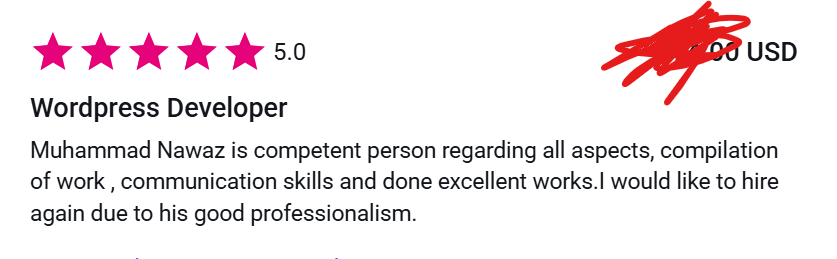 5.0
00 USD
Wordpress Developer
Muhammad Nawaz is competent person regarding all aspects, compilation
of work , communication skills and done excellent works.I would like to hire
again due to his good professionalism.